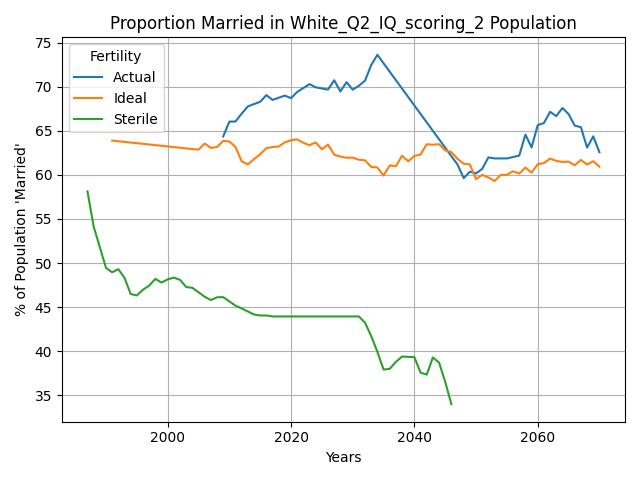 Proportion Married in White_Q2_IQ_scoring_2 Population
Fertility
Actual
Ideal
Sterile
% of Population 'Married'
75
70
65
60
55
50
45
40
35
2000
2020
2040
2060
Years